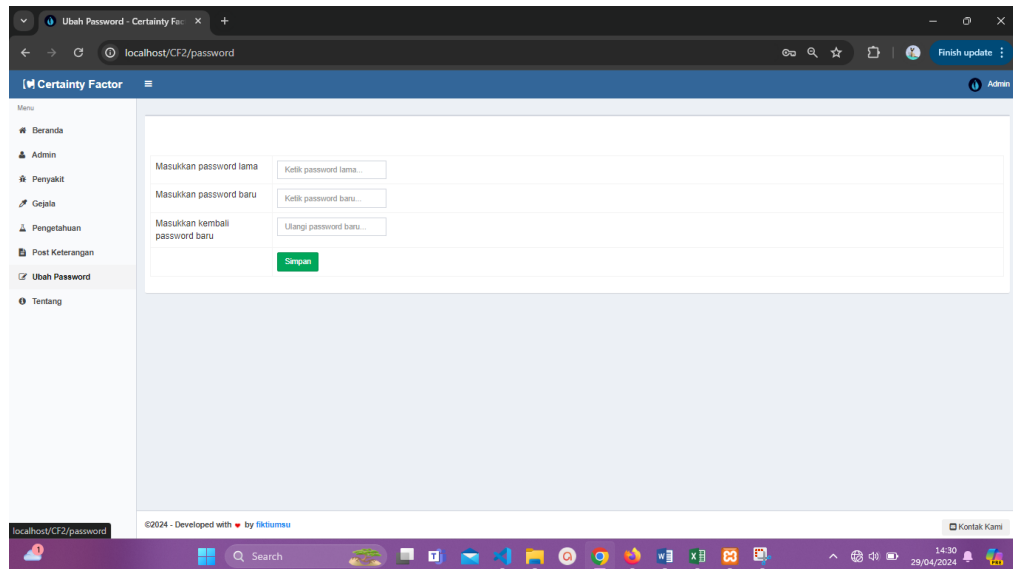 Ubah Password - Certainty Fac
localhost/CF2/password
Finish update
Certainty Factor
Admin
Menu
Beranda
Admin
Penyakit
Gejala
Pengetahuan
Post Keterangan
Ubah Password
Tentang
Masukkan password lama
Ketik password lama...
Masukkan password baru
Ketik password baru...
Masukkan kembali
password baru
Ulangi password baru...
Simpan
©2024 - Developed with ♥ by fiktiumsu
Kontak Kami
localhost/CF2/password
1
Search
14:30
29/04/2024